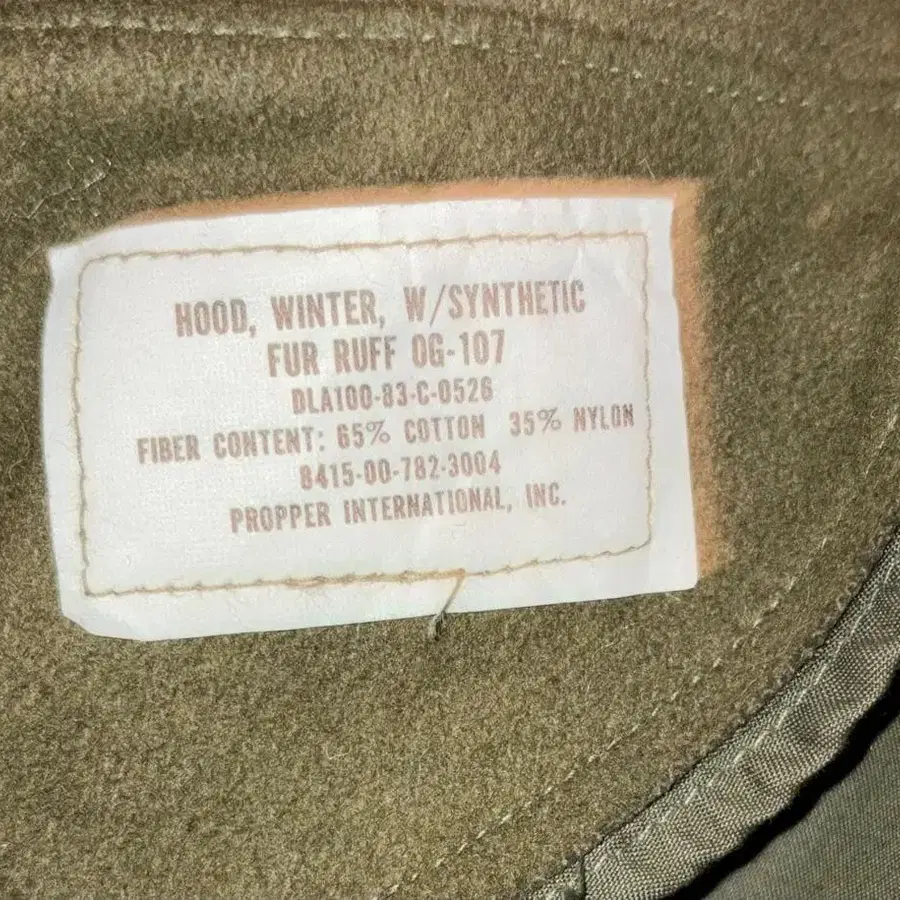 HOOD, WINTER, W/SYNTHETIC
FUR RUFF OG-107
DLA100-83-C-0526
FIBER CONTENT: 65% COTTON 35% NYLON
8415-00-782-3004
PROPPER INTERNATIONAL, INC.